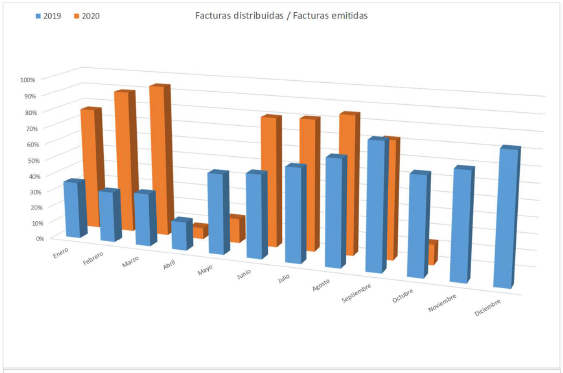 2019 2020 Facturas distribuidas / Facturas emitidas
100%
90%
80%
70%
60%
50%
40%
30%
20%
10%
0%
Enero
Febrero
Marzo
Abril
Mayo
Junio
Julio
Agosto
Septiembre
Octubre
Noviembre
Diciembre